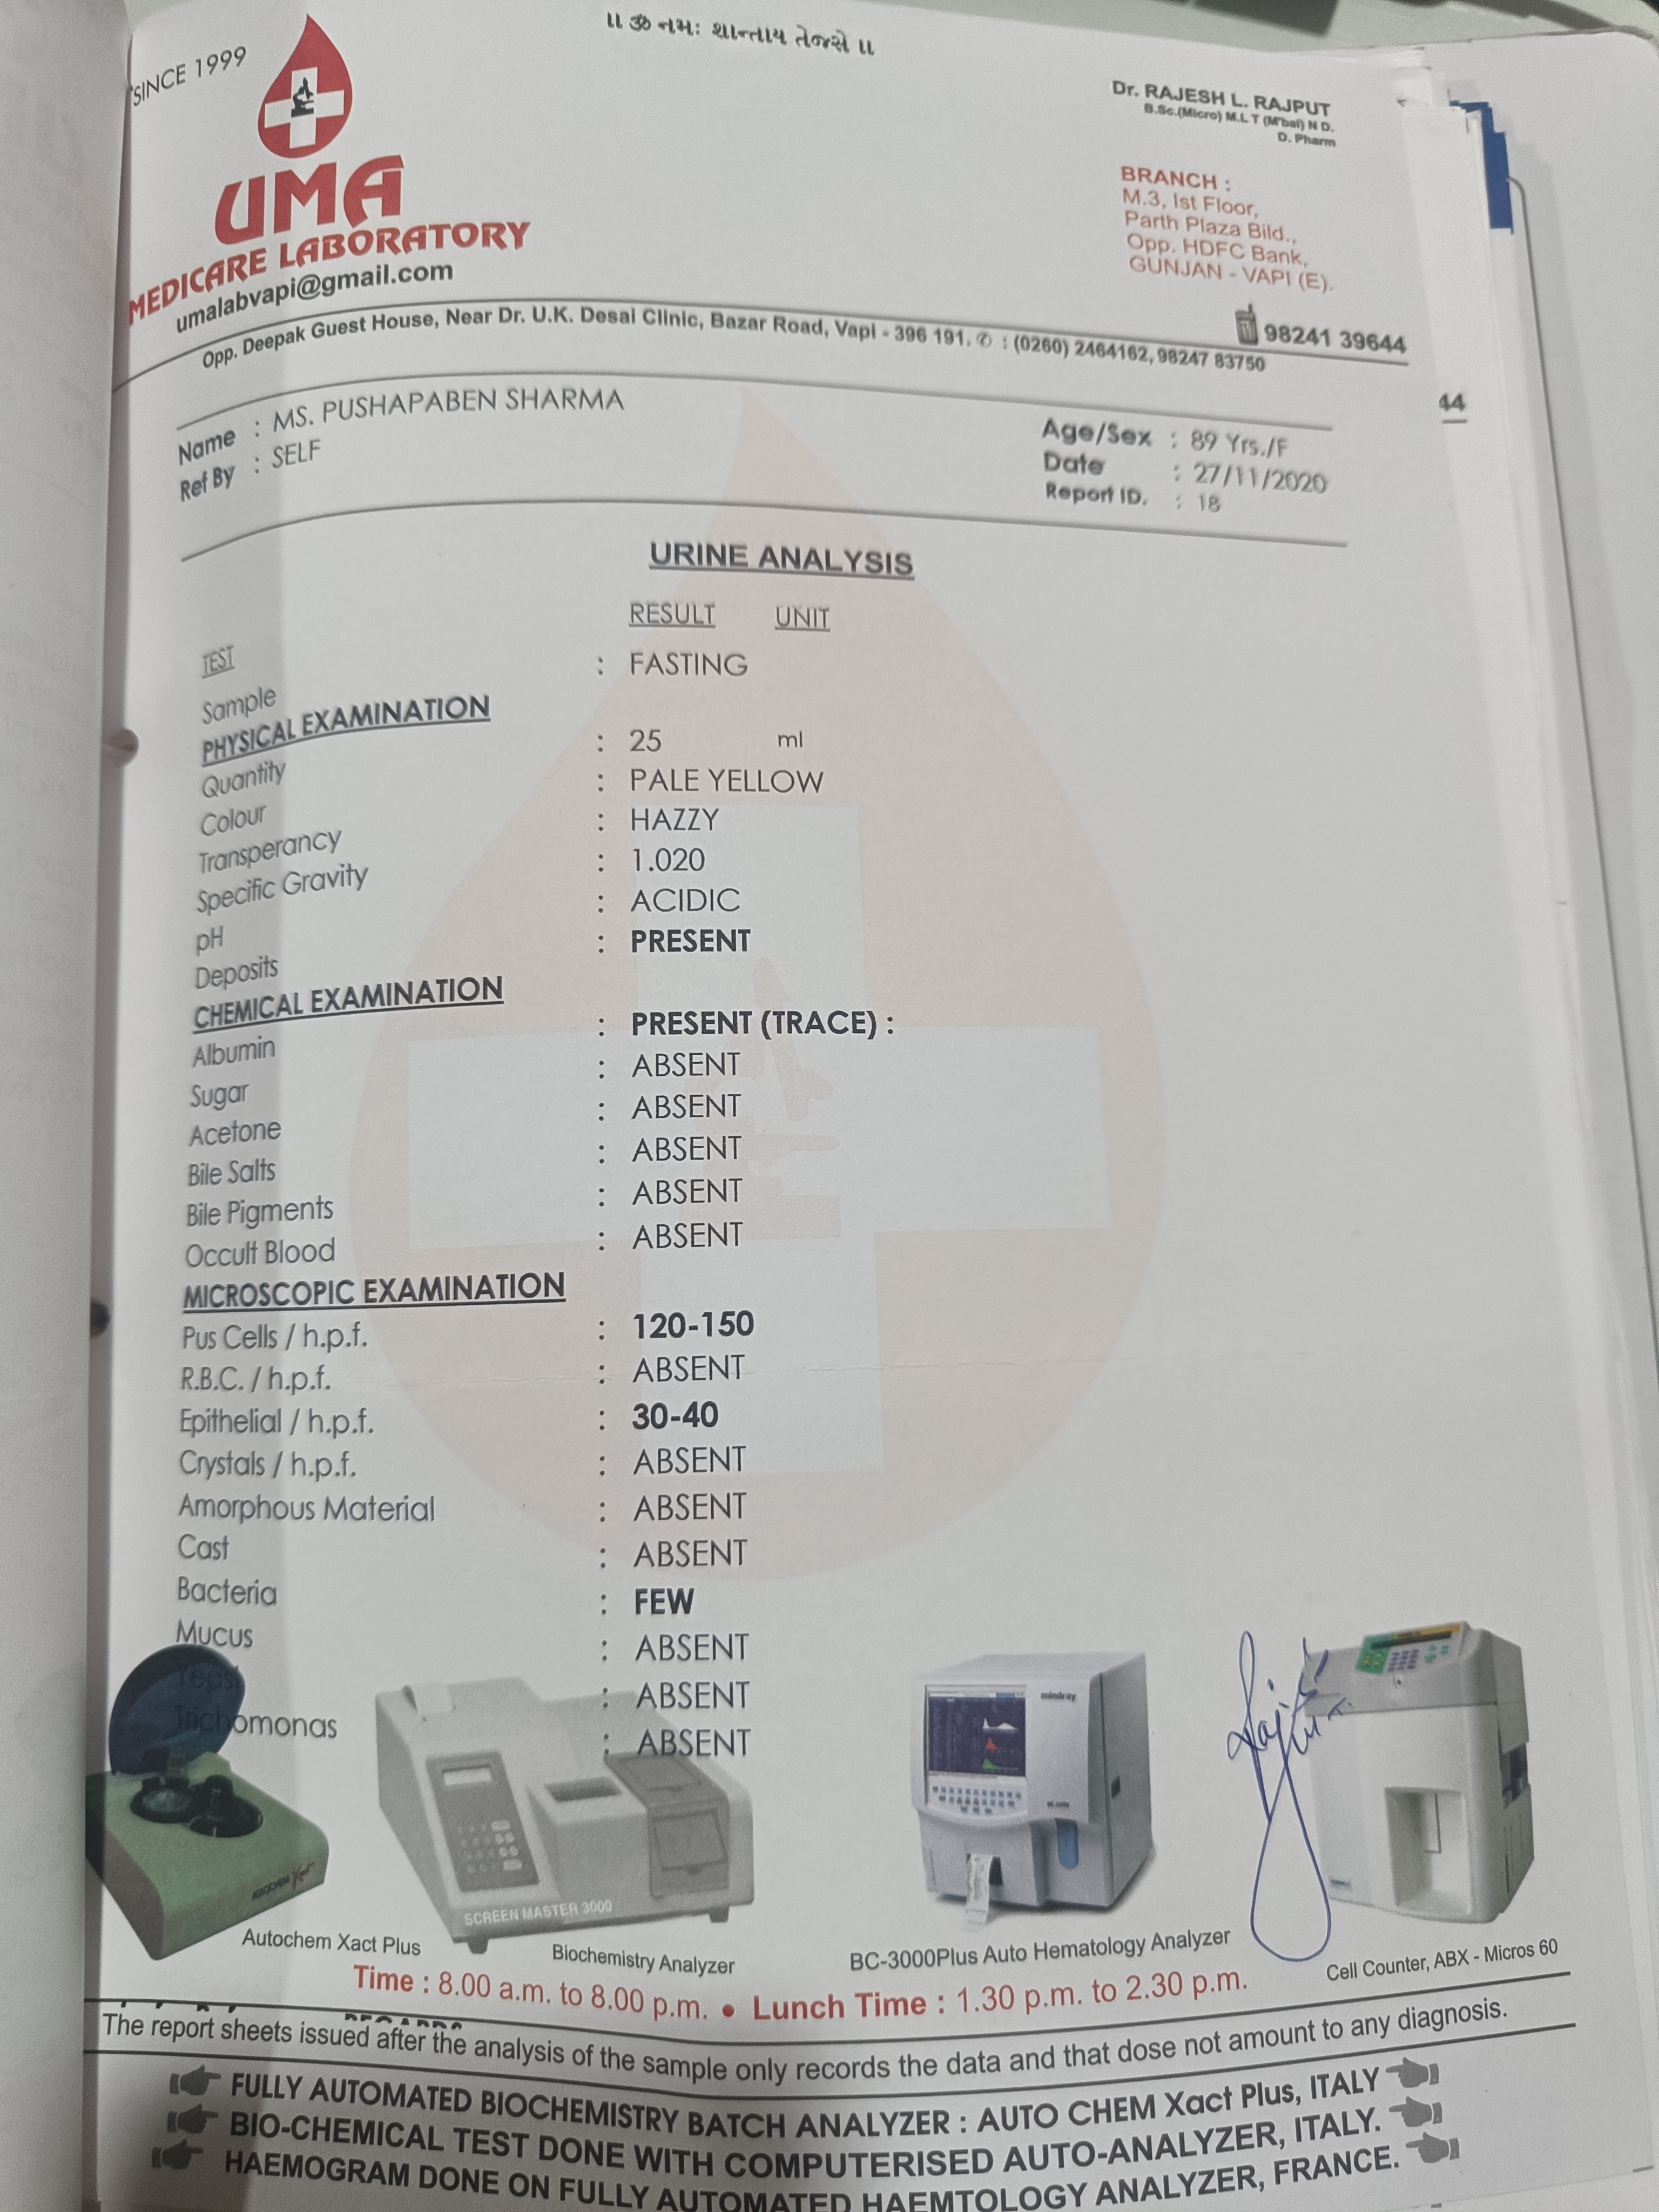 ॥ ૐ નમઃ શાન્તાય તેજસે ॥
SINCE 1999
UMA
MEDICARE LABORATORY
umalabvapi@gmail.com
Dr. RAJESH L. RAJPUT
B.Sc.(Micro) M.L T (M'bai) N D.
D. Pharm
BRANCH :
M.3, Ist Floor,
Parth Plaza Bild.,
Opp. HDFC Bank,
GUNJAN - VAPI (E).
98241 39644
Opp. Deepak Guest House, Near Dr. U.K. Desai Clinic, Bazar Road, Vapi - 396 191. ✆ : (0260) 2464162, 98247 83750
44
Name : MS. PUSHAPABEN SHARMA
Ref By : SELF
Age/Sex : 89 Yrs./F
Date : 27/11/2020
Report ID. : 18
URINE ANALYSIS
TEST RESULT UNIT
Sample : FASTING
PHYSICAL EXAMINATION
Quantity : 25 ml
Colour : PALE YELLOW
Transperancy : HAZZY
Specific Gravity : 1.020
pH : ACIDIC
Deposits : PRESENT
CHEMICAL EXAMINATION
Albumin : PRESENT (TRACE) :
Sugar : ABSENT
Acetone : ABSENT
Bile Salts : ABSENT
Bile Pigments : ABSENT
Occult Blood : ABSENT
MICROSCOPIC EXAMINATION
Pus Cells / h.p.f. : 120-150
R.B.C. / h.p.f. : ABSENT
Epithelial / h.p.f. : 30-40
Crystals / h.p.f. : ABSENT
Amorphous Material : ABSENT
Cast : ABSENT
Bacteria : FEW
Mucus : ABSENT
Yeast : ABSENT
Trichomonas : ABSENT
mindray
SCREEN MASTER 3000
Autochem Xact Plus
Biochemistry Analyzer
BC-3000Plus Auto Hematology Analyzer
Cell Counter, ABX - Micros 60
Time : 8.00 a.m. to 8.00 p.m. • Lunch Time : 1.30 p.m. to 2.30 p.m.
The report sheets issued after the analysis of the sample only records the data and that dose not amount to any diagnosis.
FULLY AUTOMATED BIOCHEMISTRY BATCH ANALYZER : AUTO CHEM Xact Plus, ITALY
BIO-CHEMICAL TEST DONE WITH COMPUTERISED AUTO-ANALYZER, ITALY.
HAEMOGRAM DONE ON FULLY AUTOMATED HAEMTOLOGY ANALYZER, FRANCE.